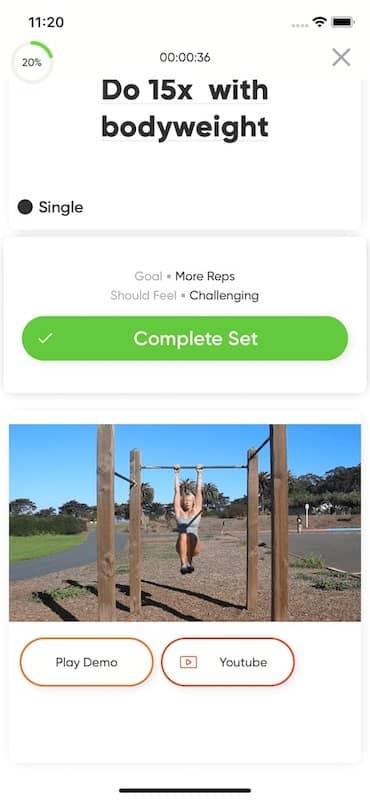 11:20
20%
00:00:36
Do 15x with
bodyweight
Single
Goal • More Reps
Should Feel • Challenging
Complete Set
Play Demo
Youtube